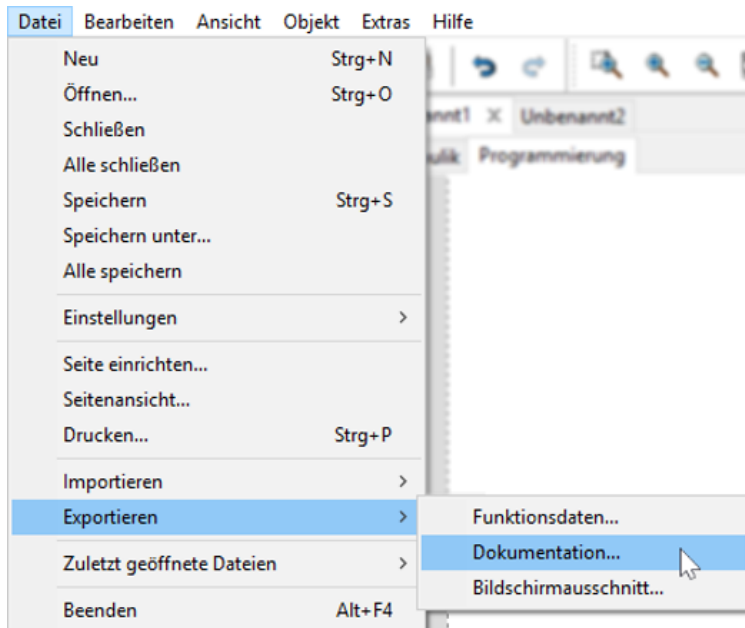 Datei Bearbeiten Ansicht Objekt Extras Hilfe
Neu Strg+N
Öffnen... Strg+O
Schließen
Alle schließen
Speichern Strg+S
Speichern unter...
Alle speichern
Einstellungen
Seite einrichten...
Seitenansicht...
Drucken... Strg+P
Importieren
Exportieren
Zuletzt geöffnete Dateien
Beenden Alt+F4
Unbenannt2
Programmierung
Funktionsdaten...
Dokumentation...
Bildschirmausschnitt...